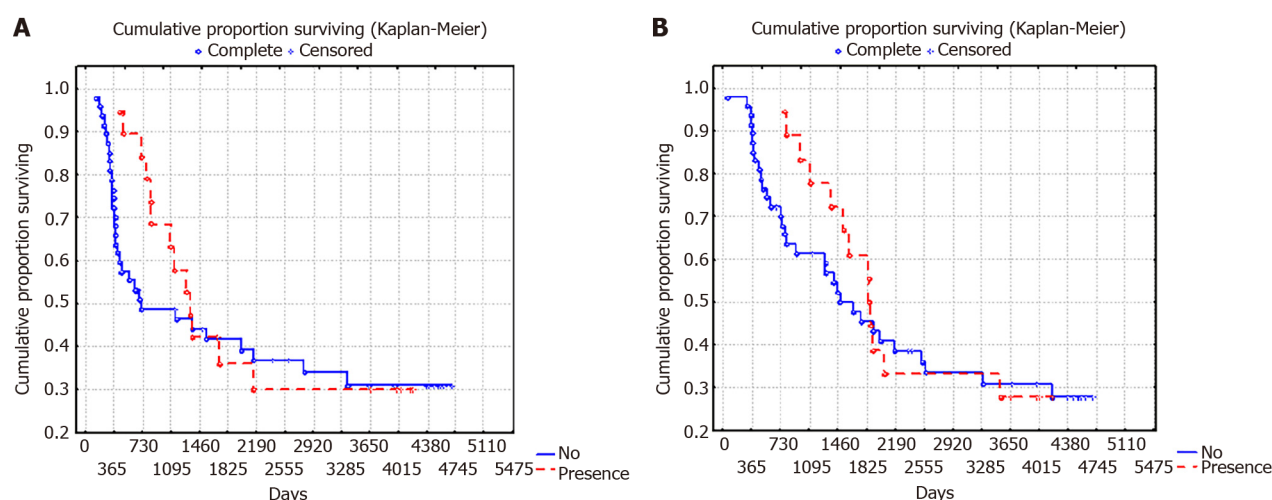 A
Cumulative proportion surviving (Kaplan-Meier)
Complete Censored
Cumulative proportion surviving
1.0
0.9
0.8
0.7
0.6
0.5
0.4
0.3
0.2
0 730 1460 2190 2920 3650 4380 5110
365 1095 1825 2555 3285 4015 4745 5475
Days
No
Presence
B
Cumulative proportion surviving (Kaplan-Meier)
Complete Censored
Cumulative proportion surviving
1.0
0.9
0.8
0.7
0.6
0.5
0.4
0.3
0.2
0 730 1460 2190 2920 3650 4380 5110
365 1095 1825 2555 3285 4015 4745 5475
Days
No
Presence